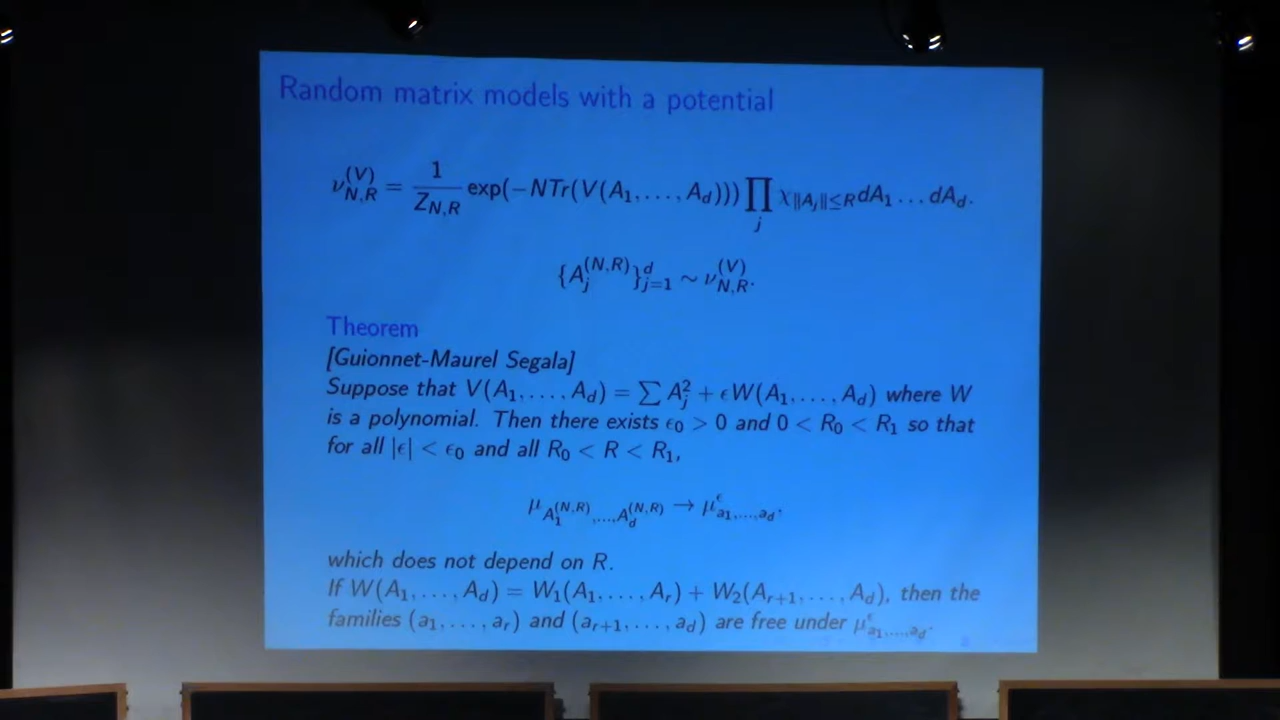 Random matrix models with a potential
ν_{N,R}^{(V)} = \frac{1}{Z_{N,R}} exp(−NTr(V(A_1, . . . , A_d))) ∏_j χ_{‖A_j‖≤R} dA_1 . . . dA_d.
{A_j^{(N,R)}}_{j=1}^d ∼ ν_{N,R}^{(V)}.
Theorem
[Guionnet-Maurel Segala]
Suppose that V(A_1, . . . , A_d) = ∑ A_j^2 + ϵW(A_1, . . . , A_d) where W
is a polynomial. Then there exists ϵ_0 > 0 and 0 < R_0 < R_1 so that
for all |ϵ| < ϵ_0 and all R_0 < R < R_1,
μ_{A_1^{(N,R)},...,A_d^{(N,R)}} → μ^ϵ_{a_1,...,a_d}.
which does not depend on R.
If W(A_1, . . . , A_d) = W_1(A_1, . . . , A_r) + W_2(A_{r+1}, . . . , A_d), then the
families (a_1, . . . , a_r) and (a_{r+1}, . . . , a_d) are free under μ^ϵ_{a_1,...,a_d}.